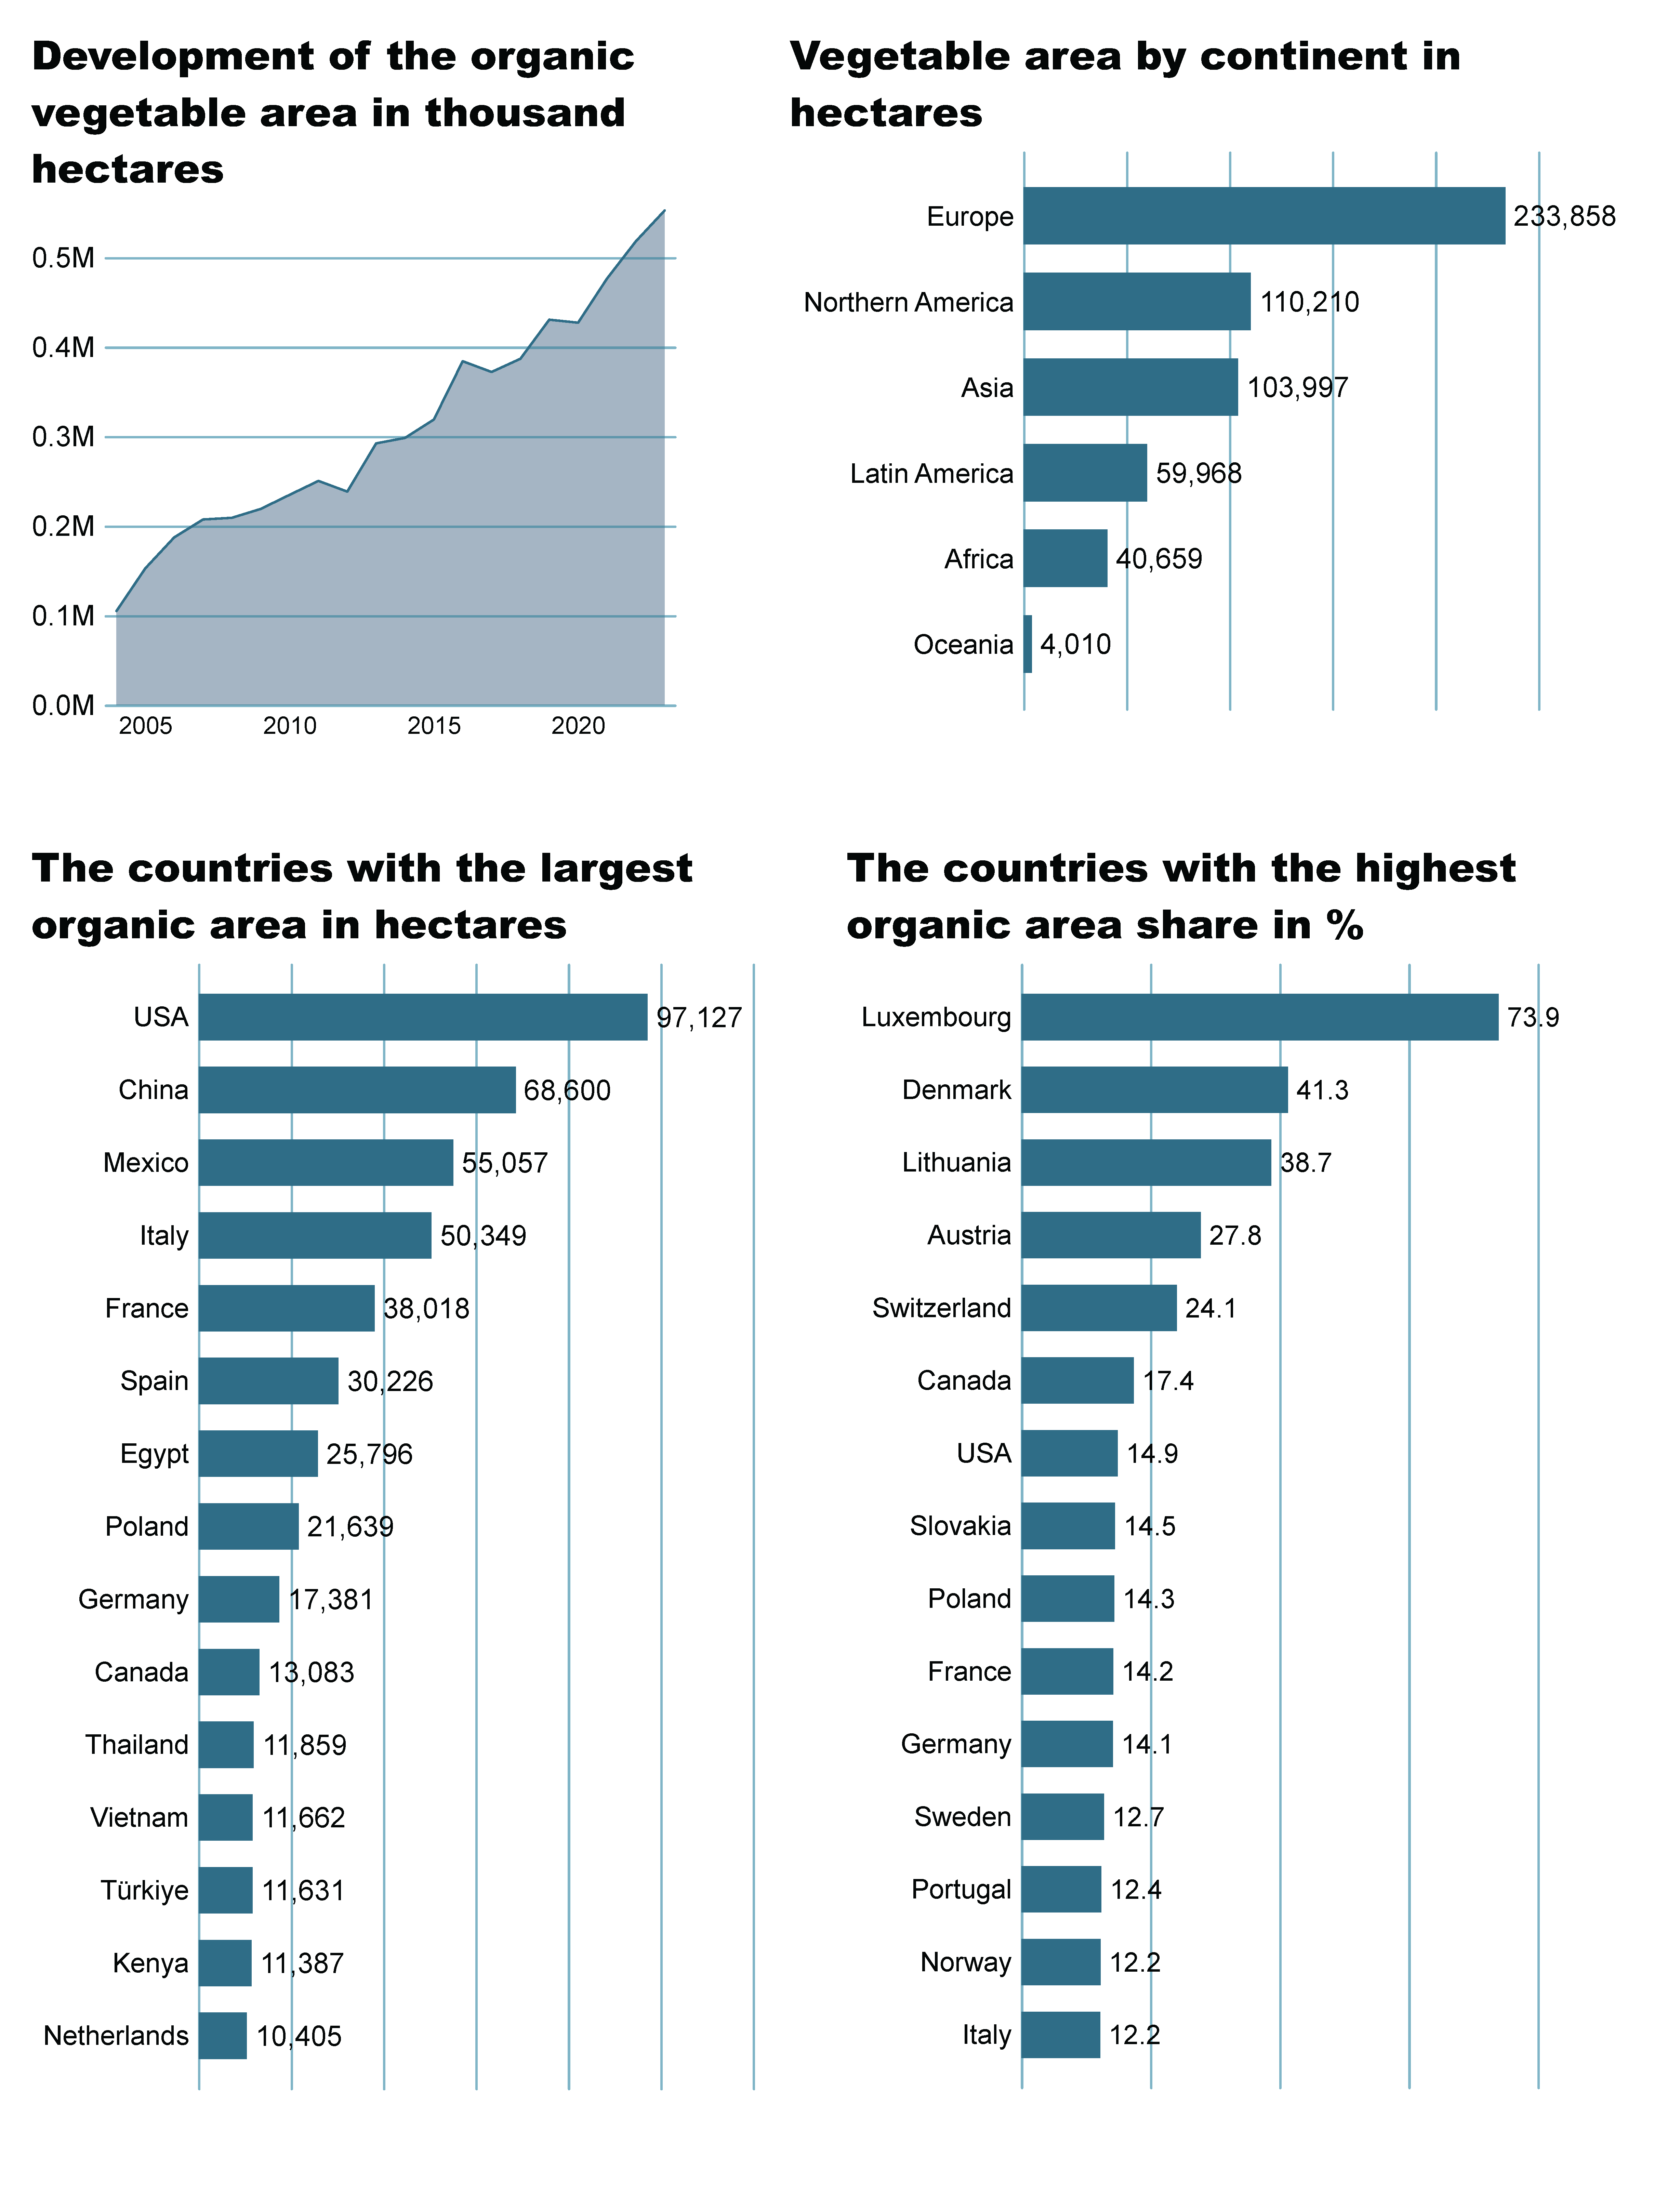 Development of the organic
vegetable area in thousand
hectares
0.5M
0.4M
0.3M
0.2M
0.1M
0.0M
2005 2010 2015 2020
Vegetable area by continent in
hectares
Europe 233,858
Northern America 110,210
Asia 103,997
Latin America 59,968
Africa 40,659
Oceania 4,010
The countries with the largest
organic area in hectares
USA 97,127
China 68,600
Mexico 55,057
Italy 50,349
France 38,018
Spain 30,226
Egypt 25,796
Poland 21,639
Germany 17,381
Canada 13,083
Thailand 11,859
Vietnam 11,662
Türkiye 11,631
Kenya 11,387
Netherlands 10,405
The countries with the highest
organic area share in %
Luxembourg 73.9
Denmark 41.3
Lithuania 38.7
Austria 27.8
Switzerland 24.1
Canada 17.4
USA 14.9
Slovakia 14.5
Poland 14.3
France 14.2
Germany 14.1
Sweden 12.7
Portugal 12.4
Norway 12.2
Italy 12.2